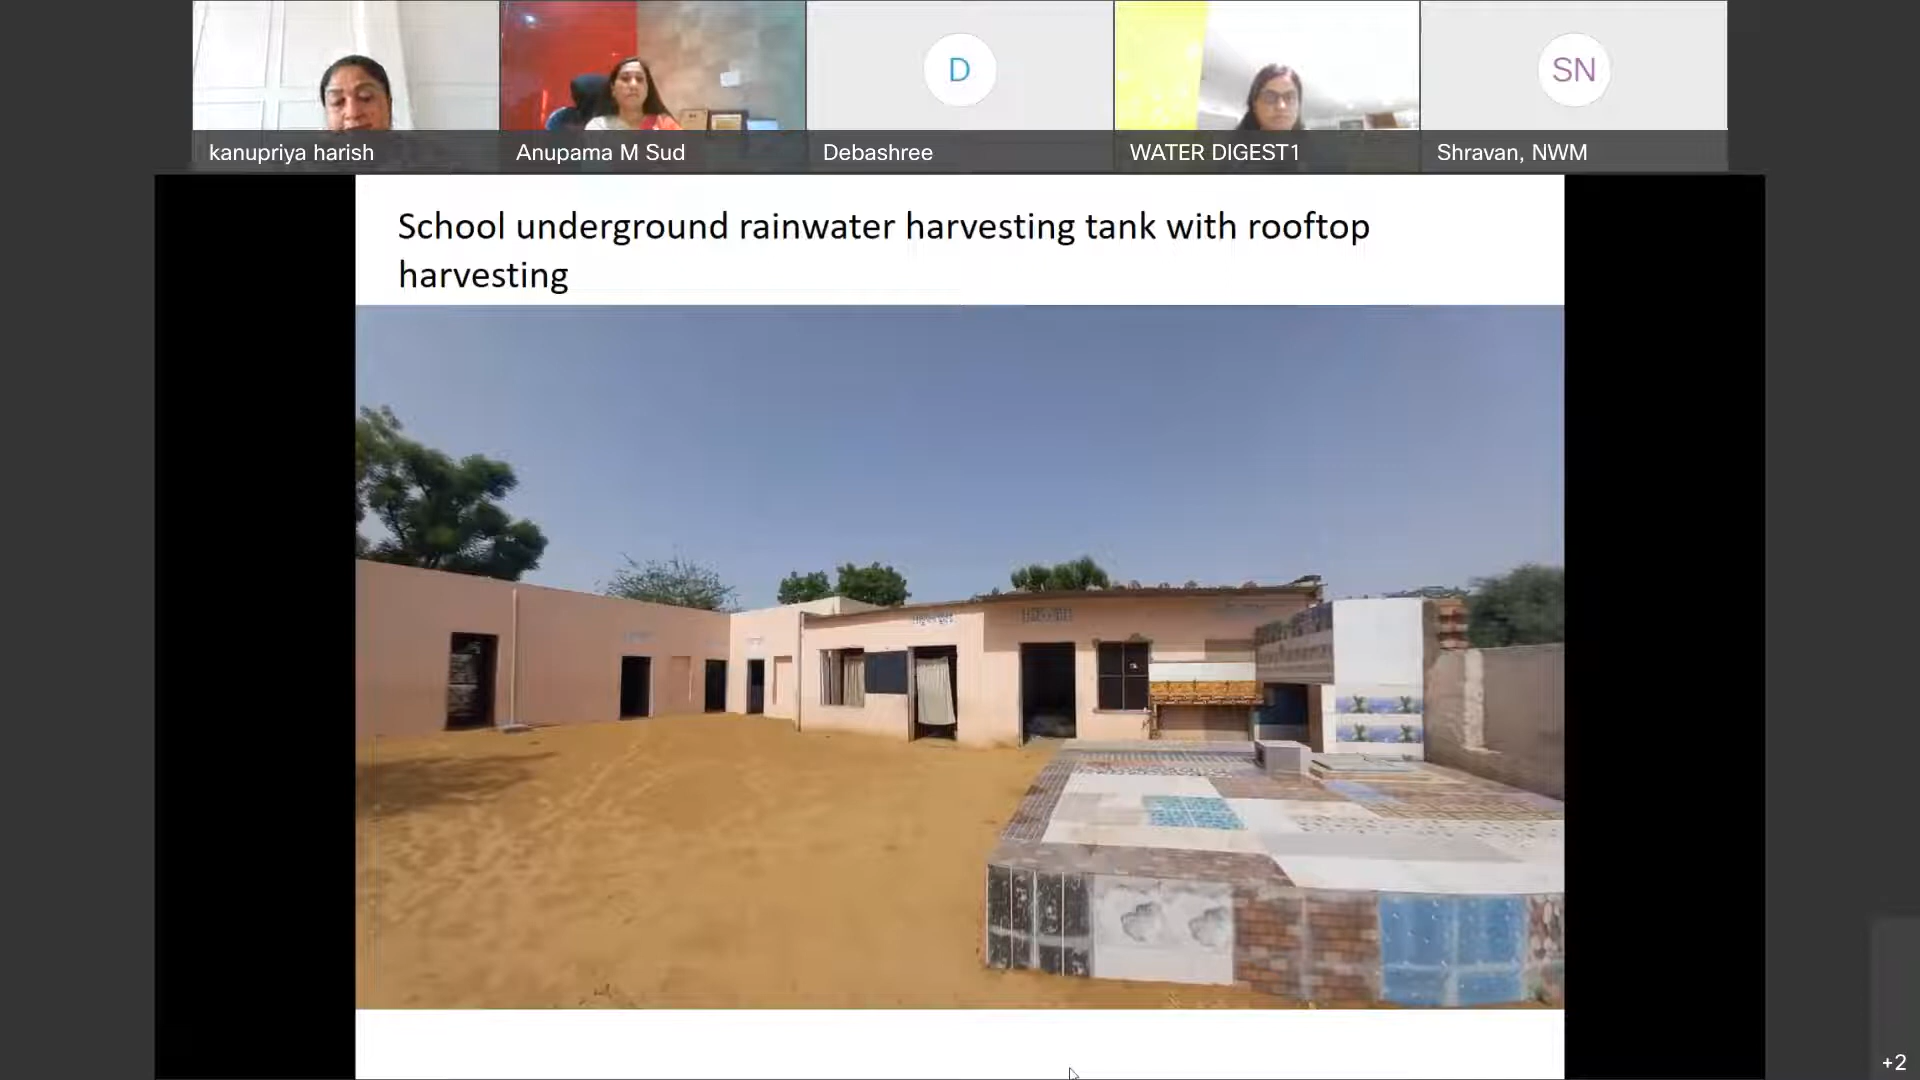 D
SN
kanupriya harish
Anupama M Sud
Debashree
WATER DIGEST1
Shravan, NWM
School underground rainwater harvesting tank with rooftop
harvesting
+2